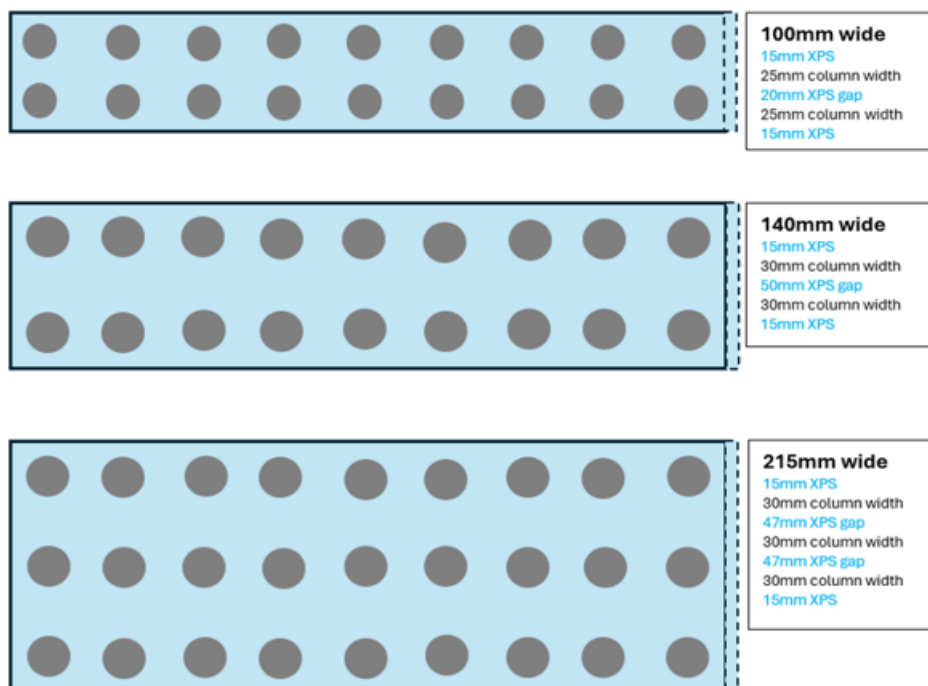 100mm wide
15mm XPS
25mm column width
20mm XPS gap
25mm column width
15mm XPS
140mm wide
15mm XPS
30mm column width
50mm XPS gap
30mm column width
15mm XPS
215mm wide
15mm XPS
30mm column width
47mm XPS gap
30mm column width
47mm XPS gap
30mm column width
15mm XPS